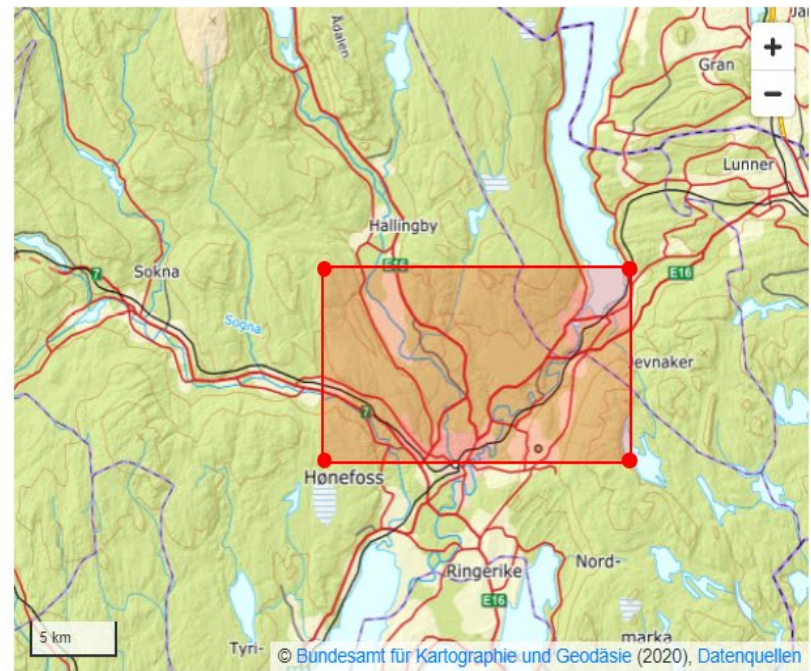 Ådalen
Jar
+
Gran
−
Lunner
Hallingby
E16
Sokna
7
E16
Sogna
evnaker
7
Hønefoss
Nord-
Ringerike
E16
5 km
Tyri-
marka
© Bundesamt für Kartographie und Geodäsie (2020), Datenquellen